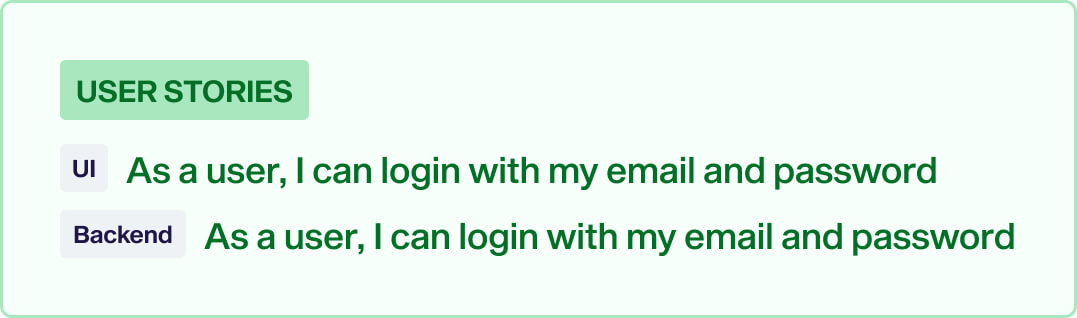 USER STORIES
UI As a user, I can login with my email and password
Backend As a user, I can login with my email and password